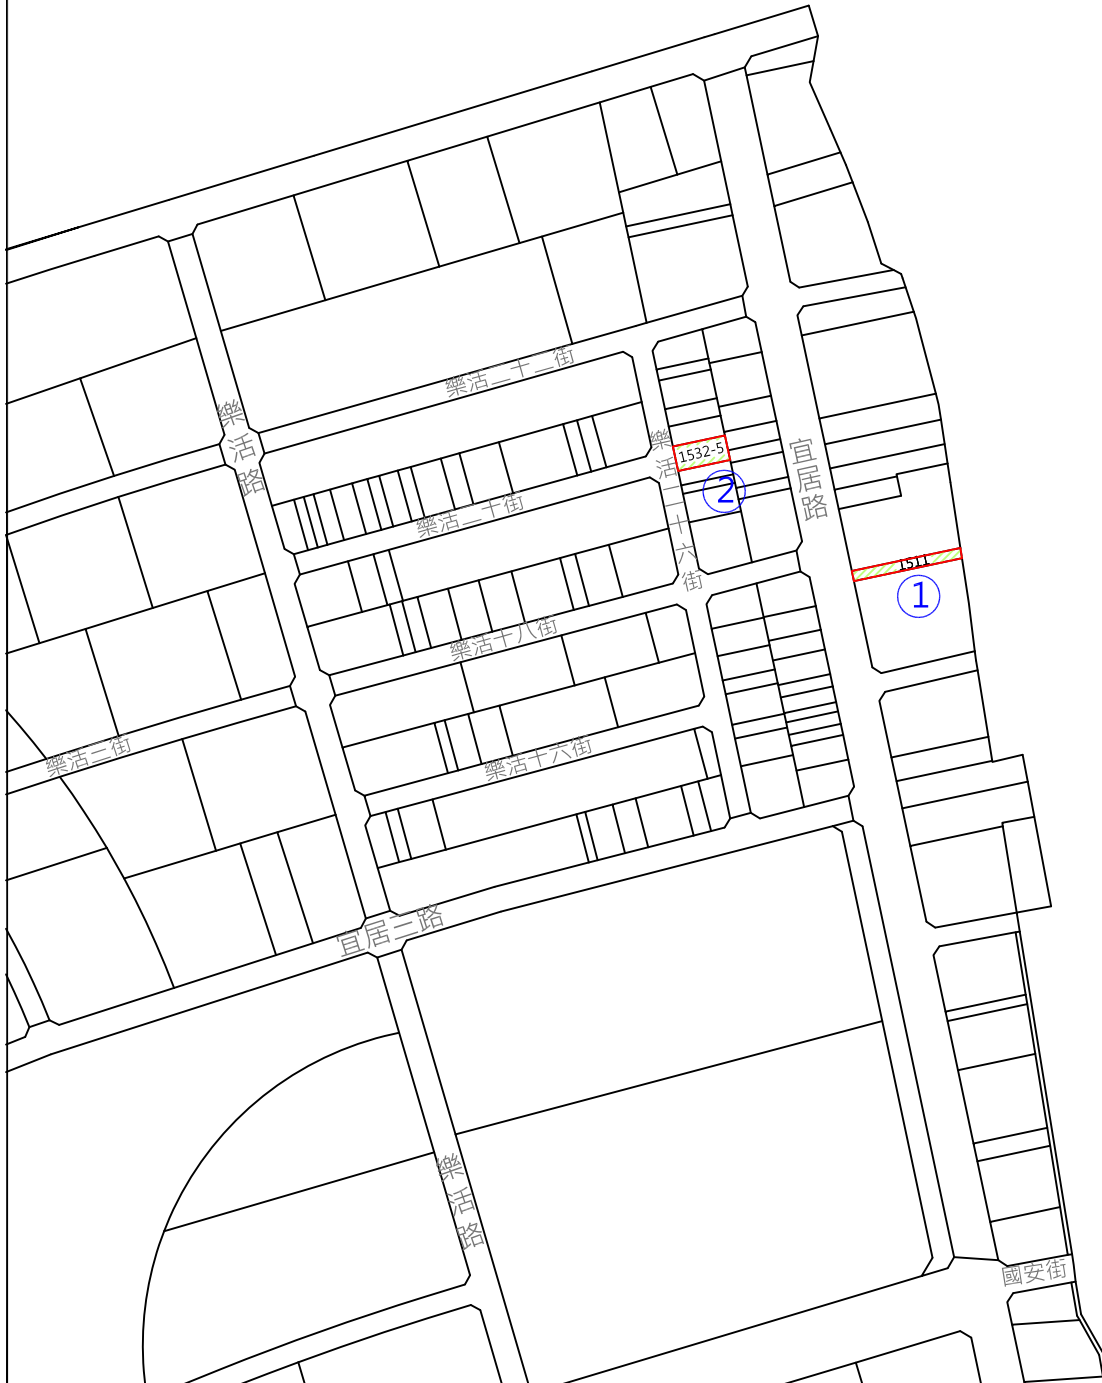 樂活二十二街
樂活路
樂活二十街
樂活二十六街
1532-5
②
宜居路
1511
①
樂活十八街
樂活二街
樂活十六街
宜居二路
樂活路
國安街